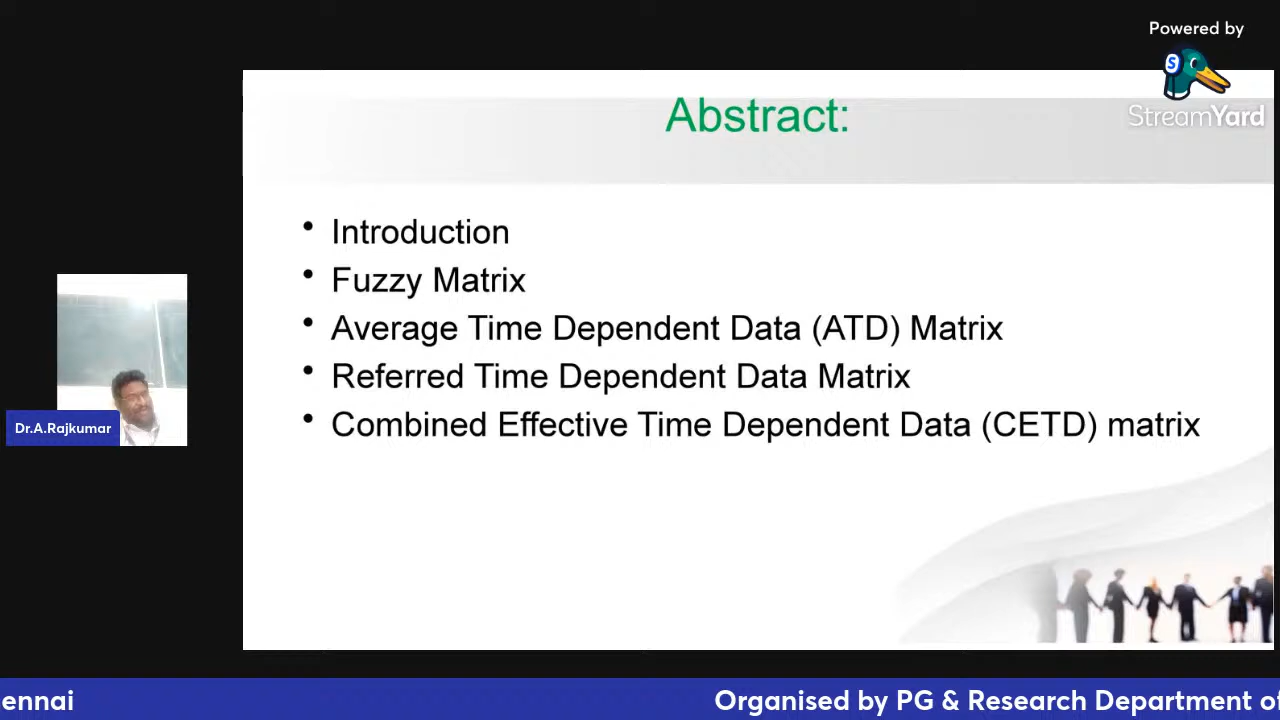 Powered by
S
StreamYard
Abstract:
• Introduction
• Fuzzy Matrix
• Average Time Dependent Data (ATD) Matrix
• Referred Time Dependent Data Matrix
• Combined Effective Time Dependent Data (CETD) matrix
Dr.A.Rajkumar
ennai
Organised by PG & Research Department of